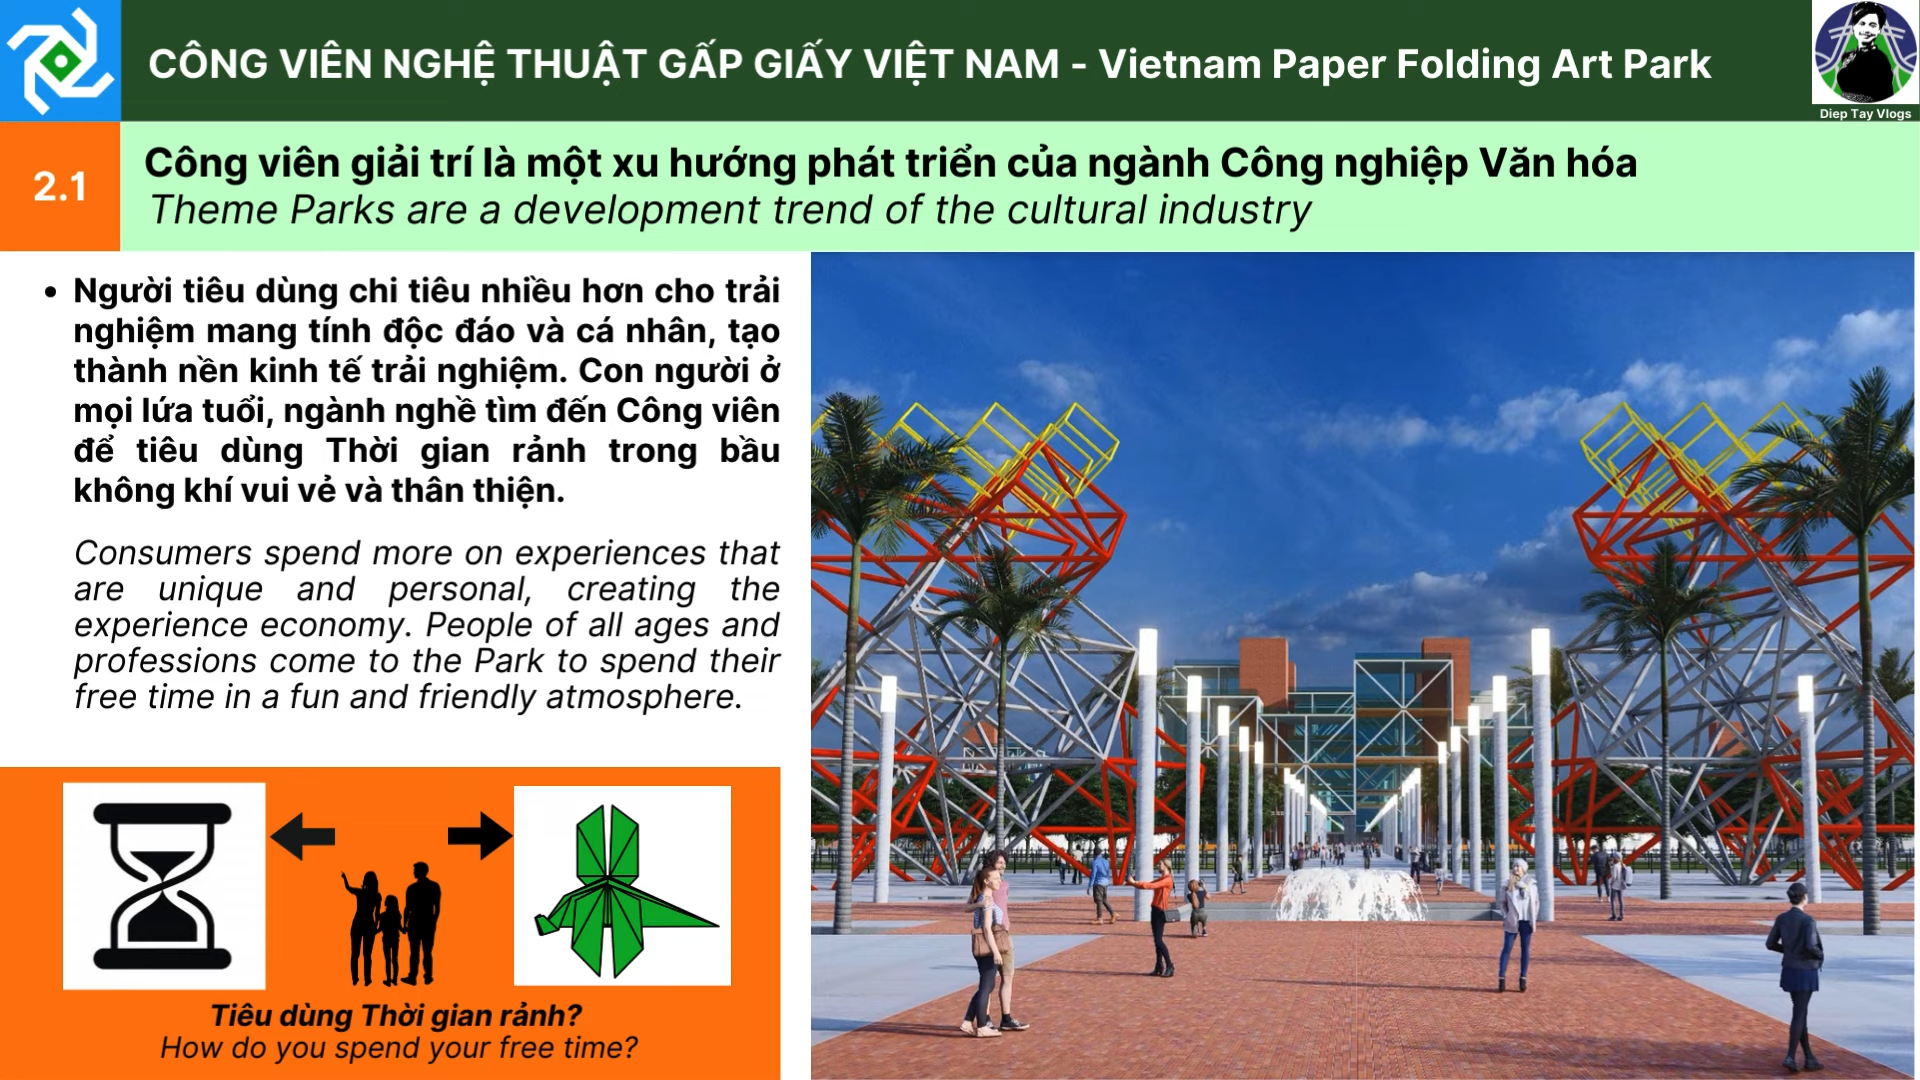 CÔNG VIÊN NGHỆ THUẬT GẤP GIẤY VIỆT NAM - Vietnam Paper Folding Art Park
Diep Tay Vlogs
2.1
Công viên giải trí là một xu hướng phát triển của ngành Công nghiệp Văn hóa
Theme Parks are a development trend of the cultural industry
• Người tiêu dùng chi tiêu nhiều hơn cho trải
nghiệm mang tính độc đáo và cá nhân, tạo
thành nền kinh tế trải nghiệm. Con người ở
mọi lứa tuổi, ngành nghề tìm đến Công viên
để tiêu dùng Thời gian rảnh trong bầu
không khí vui vẻ và thân thiện.
Consumers spend more on experiences that
are unique and personal, creating the
experience economy. People of all ages and
professions come to the Park to spend their
free time in a fun and friendly atmosphere.
Tiêu dùng Thời gian rảnh?
How do you spend your free time?